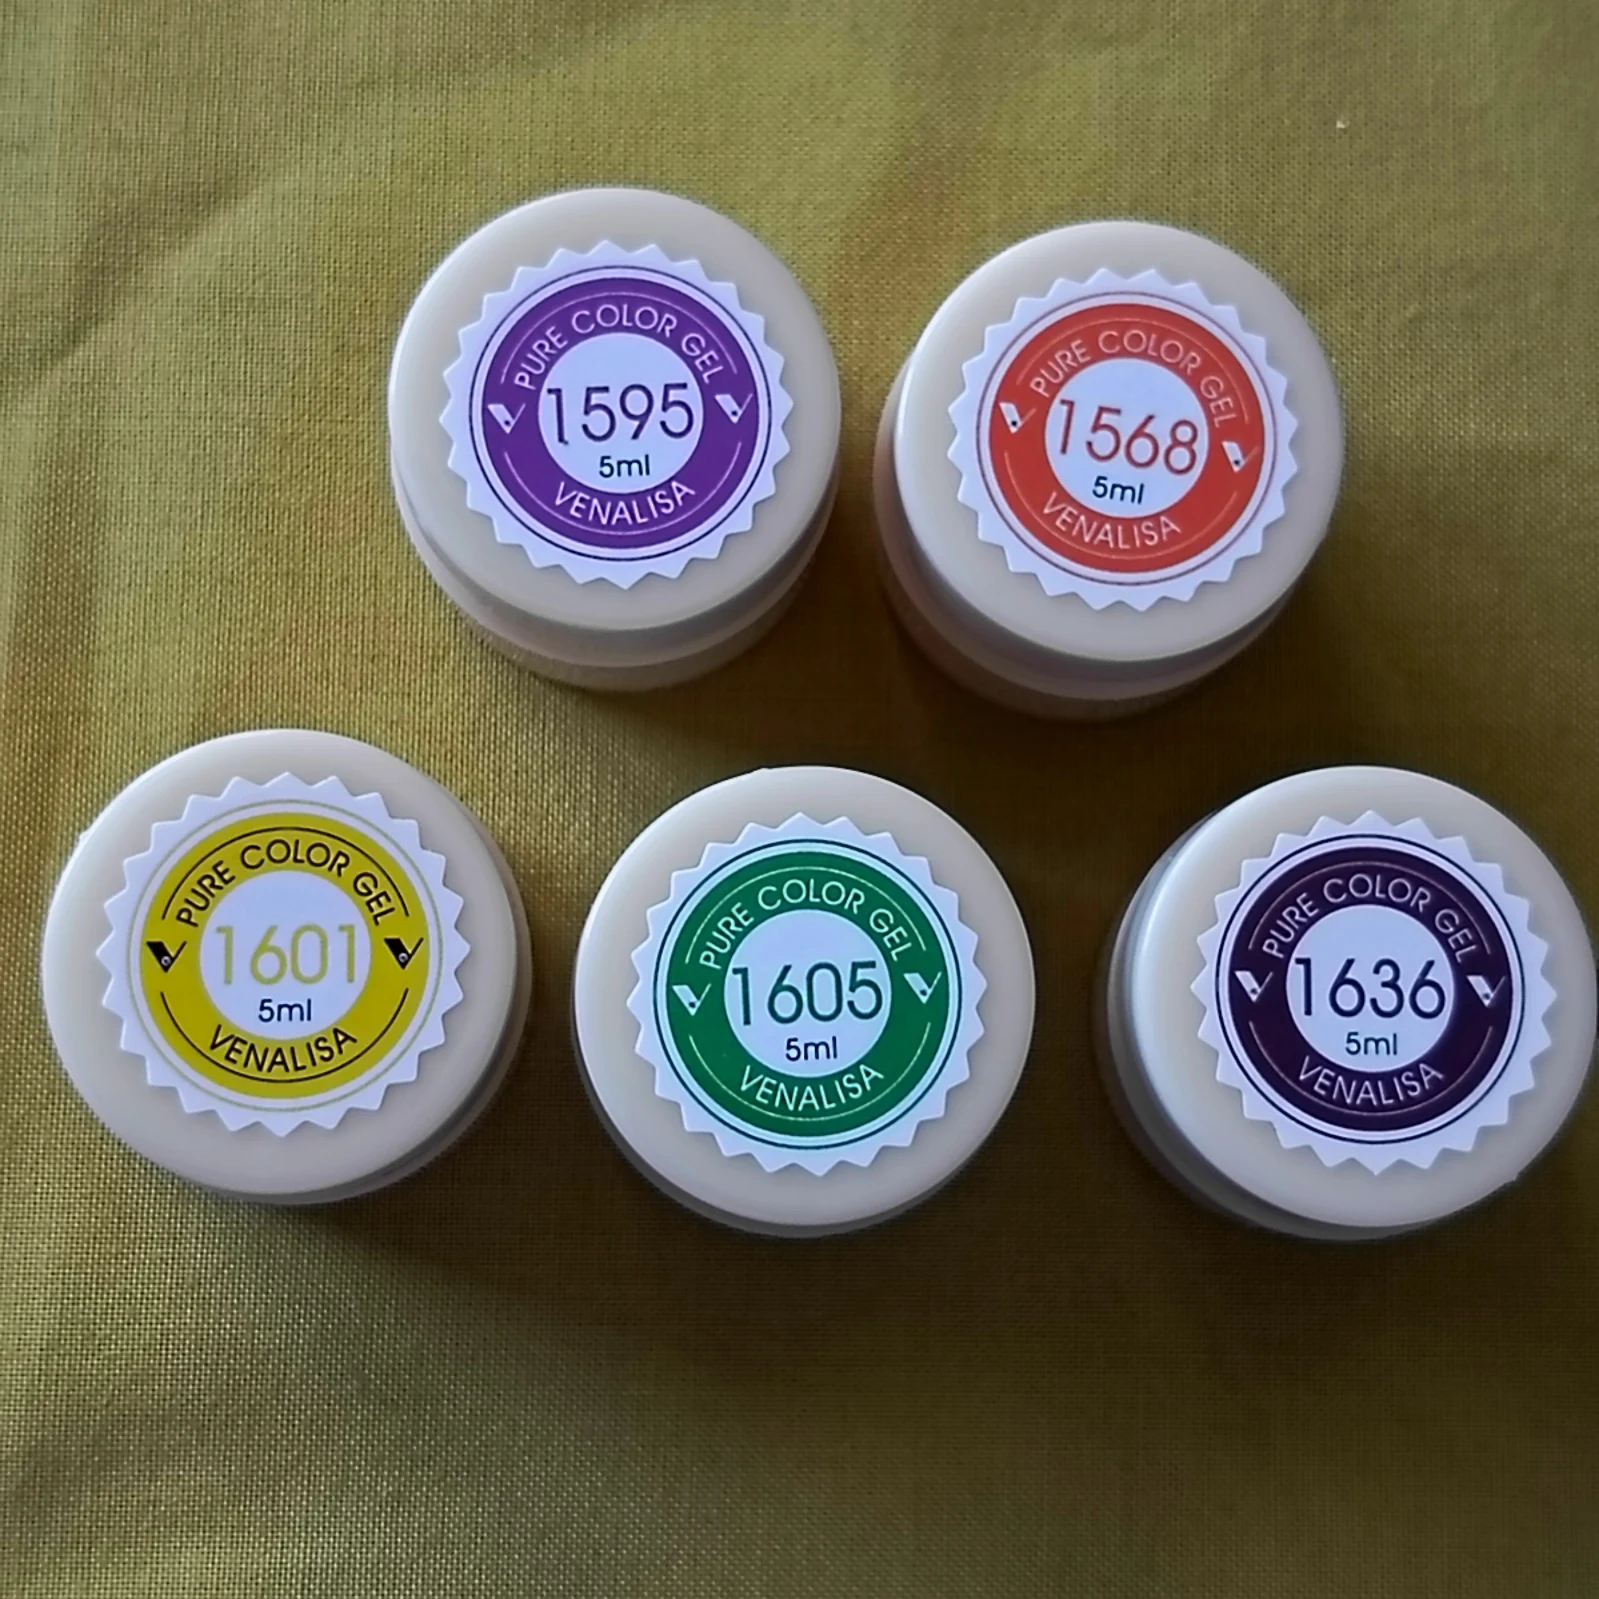 PURE COLOR GEL
1595
5ml
VENALISA
PURE COLOR GEL
1568
5ml
VENALISA
PURE COLOR GEL
1601
5ml
VENALISA
PURE COLOR GEL
1605
5ml
VENALISA
PURE COLOR GEL
1636
5ml
VENALISA